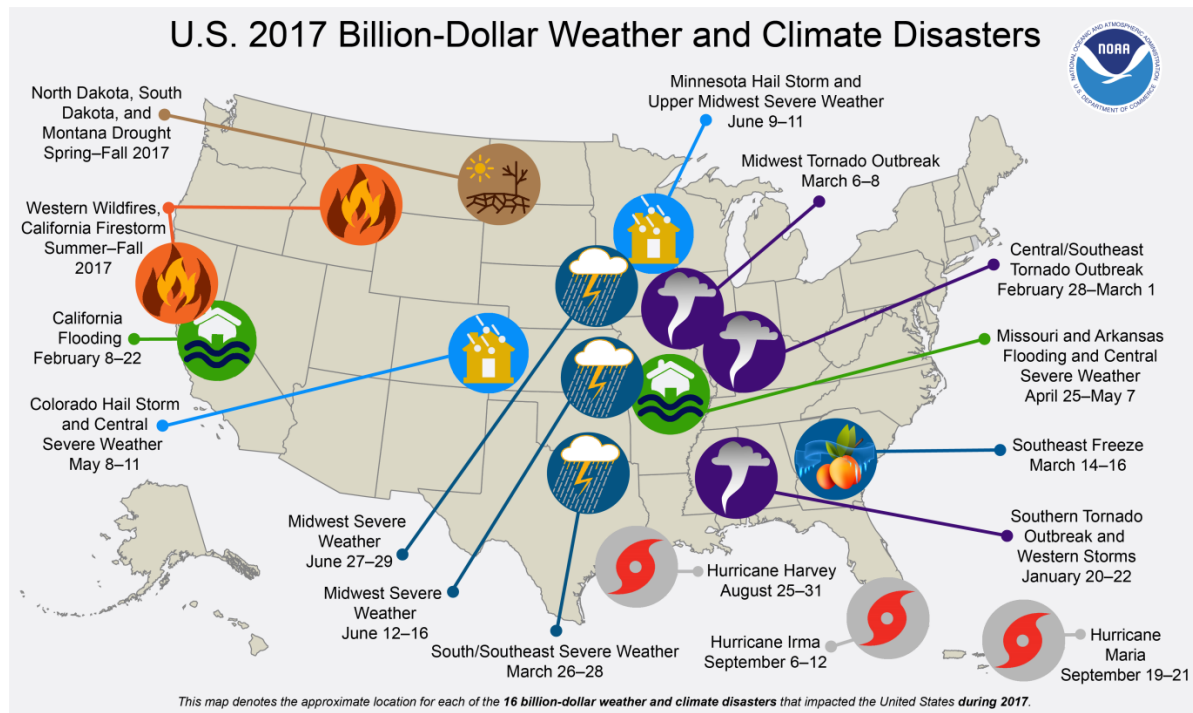 U.S. 2017 Billion-Dollar Weather and Climate Disasters
NATIONAL OCEANIC AND ATMOSPHERIC ADMINISTRATION
NOAA
U.S. DEPARTMENT OF COMMERCE
North Dakota, South
Dakota, and
Montana Drought
Spring–Fall 2017
Minnesota Hail Storm and
Upper Midwest Severe Weather
June 9–11
Midwest Tornado Outbreak
March 6–8
Western Wildfires,
California Firestorm
Summer–Fall
2017
Central/Southeast
Tornado Outbreak
February 28–March 1
California
Flooding
February 8–22
Missouri and Arkansas
Flooding and Central
Severe Weather
April 25–May 7
Colorado Hail Storm
and Central
Severe Weather
May 8–11
Southeast Freeze
March 14–16
Midwest Severe
Weather
June 27–29
Southern Tornado
Outbreak and
Western Storms
January 20–22
Midwest Severe
Weather
June 12–16
Hurricane Harvey
August 25–31
South/Southeast Severe Weather
March 26–28
Hurricane Irma
September 6–12
Hurricane
Maria
September 19–21
This map denotes the approximate location for each of the 16 billion-dollar weather and climate disasters that impacted the United States during 2017.